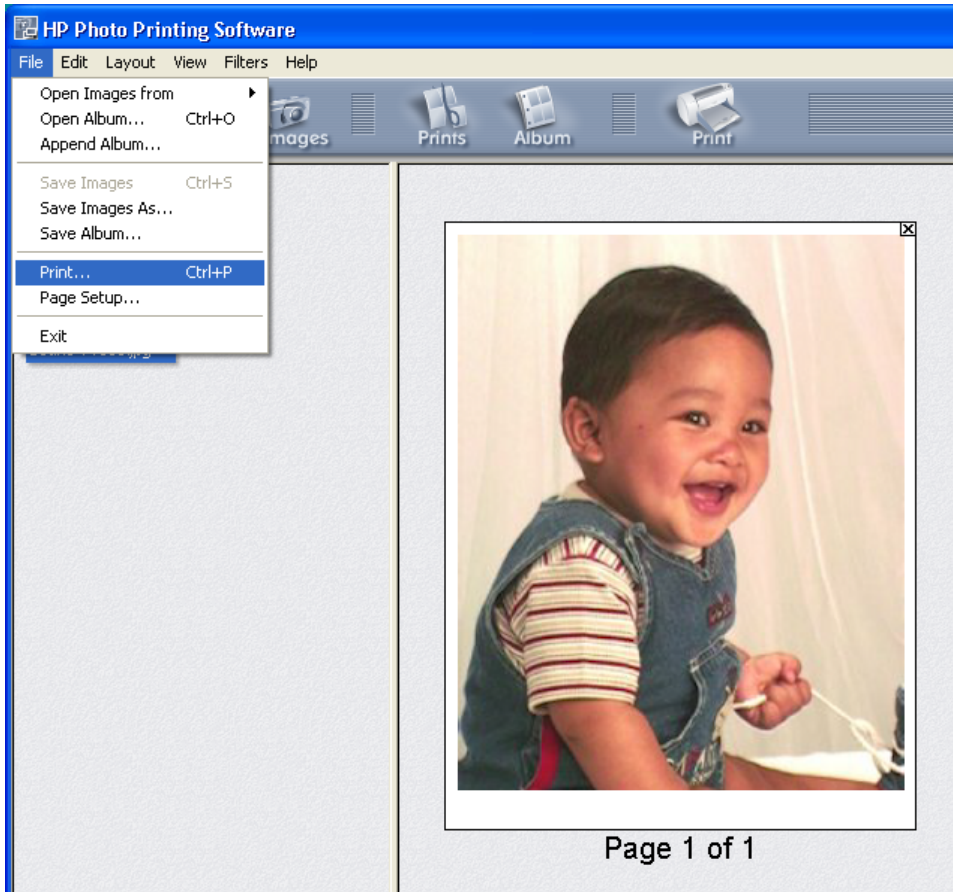 HP Photo Printing Software
File Edit Layout View Filters Help
Open Images from
Open Album... Ctrl+O
Append Album...
Save Images Ctrl+S
Save Images As...
Save Album...
Print... Ctrl+P
Page Setup...
Exit
Prints Album Print
Page 1 of 1